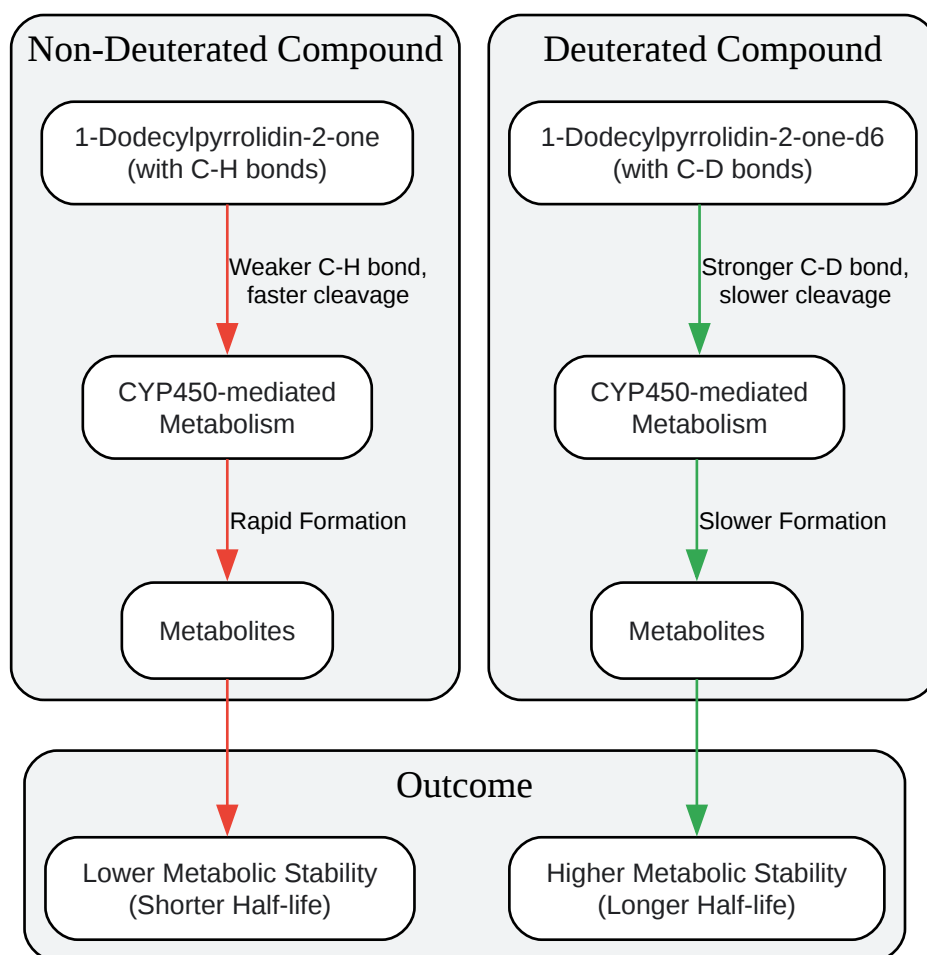 Non-Deuterated Compound
1-Dodecylpyrrolidin-2-one
(with C-H bonds)
Weaker C-H bond,
faster cleavage
CYP450-mediated
Metabolism
Rapid Formation
Metabolites
Deuterated Compound
1-Dodecylpyrrolidin-2-one-d6
(with C-D bonds)
Stronger C-D bond,
slower cleavage
CYP450-mediated
Metabolism
Slower Formation
Metabolites
Outcome
Lower Metabolic Stability
(Shorter Half-life)
Higher Metabolic Stability
(Longer Half-life)